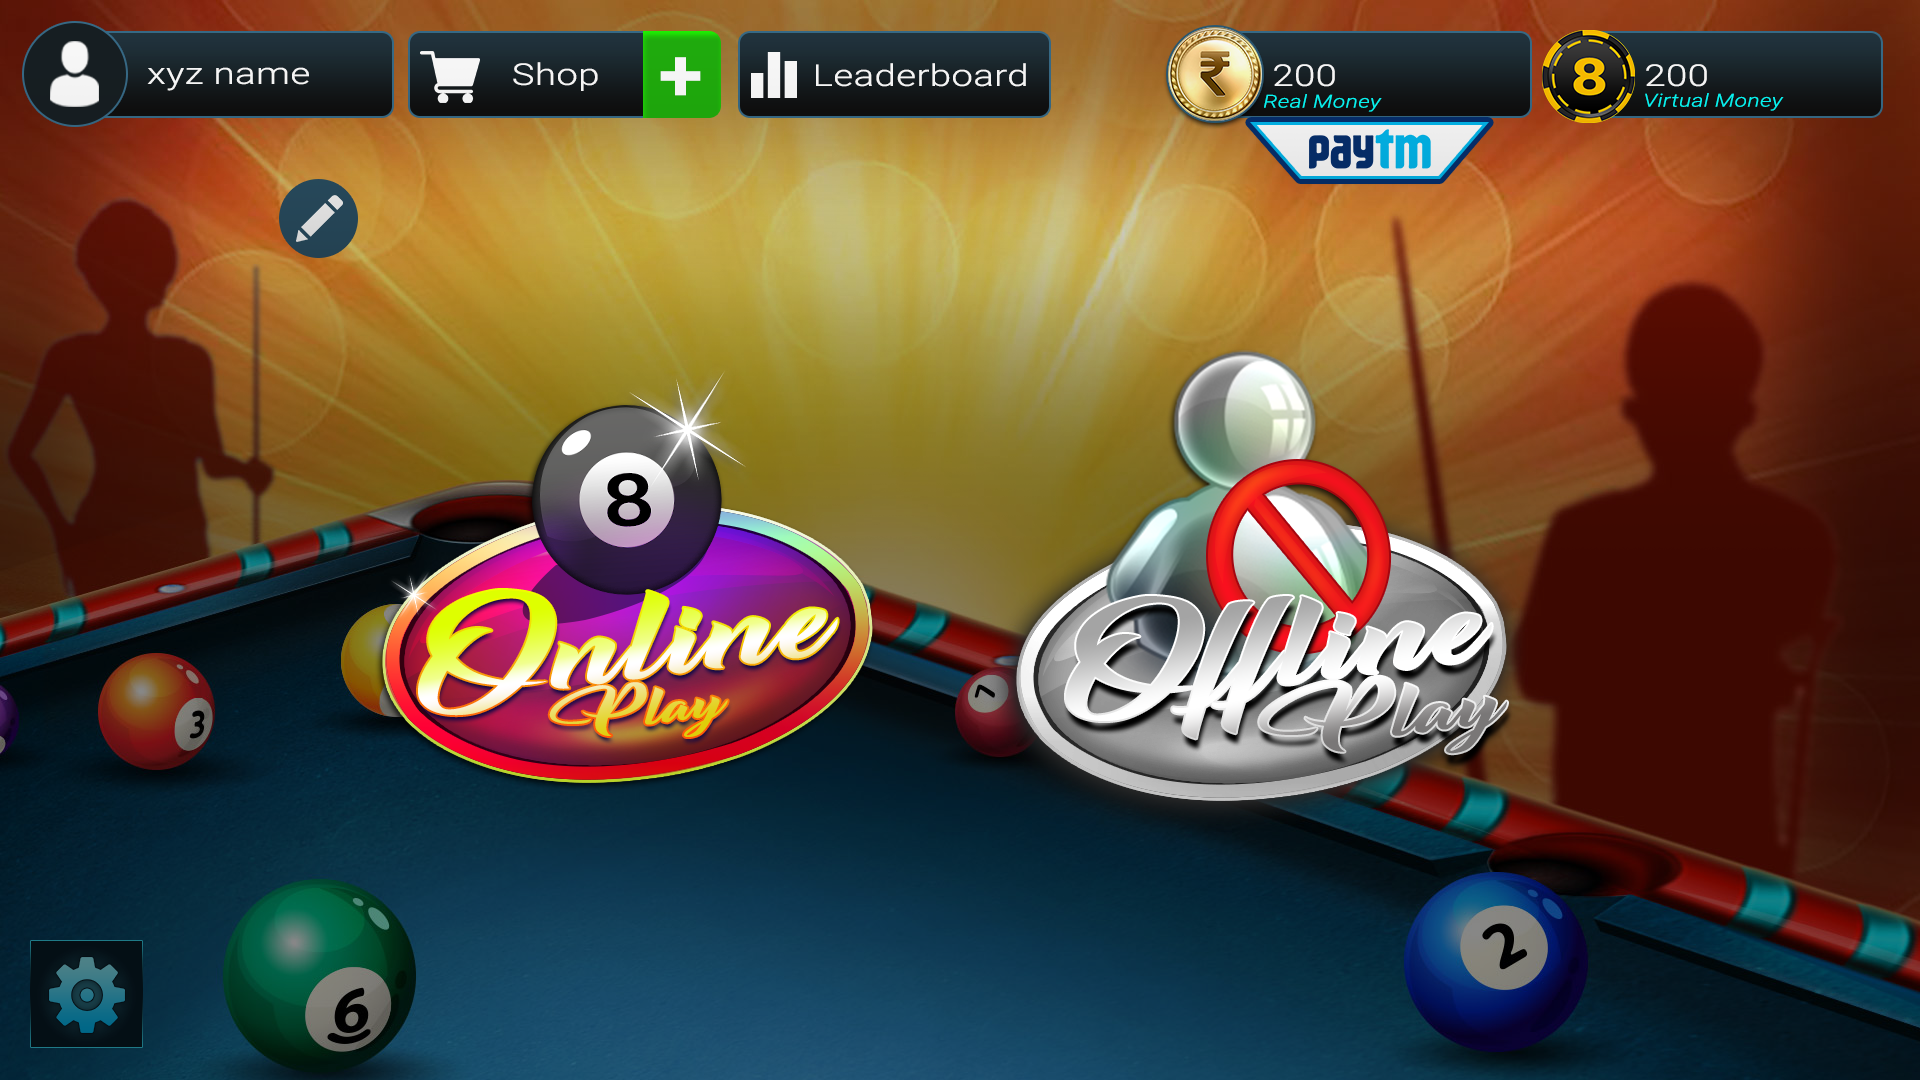 xyz name
Shop
Leaderboard
₹
200
Real Money
8
200
Virtual Money
paytm
8
Online
Play
Offline
Play
3
7
6
2